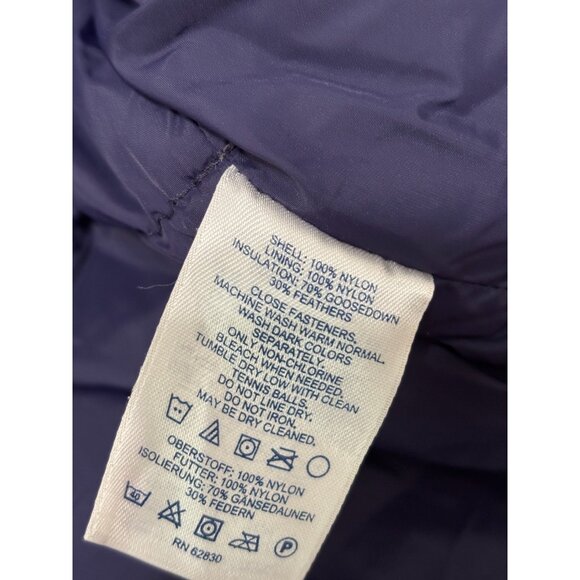 SHELL: 100% NYLON
LINING: 100% NYLON
INSULATION: 70% GOOSEDOWN
30% FEATHERS
CLOSE FASTENERS.
MACHINE WASH WARM NORMAL.
WASH DARK COLORS
SEPARATELY.
ONLY NON-CHLORINE
BLEACH WHEN NEEDED.
TUMBLE DRY LOW WITH CLEAN
TENNIS BALLS.
DO NOT LINE DRY.
DO NOT IRON.
MAY BE DRY CLEANED.
OBERSTOFF: 100% NYLON
FUTTER: 100% NYLON
ISOLIERUNG: 70% GÄNSEDAUNEN
30% FEDERN
40 P
RN 62830